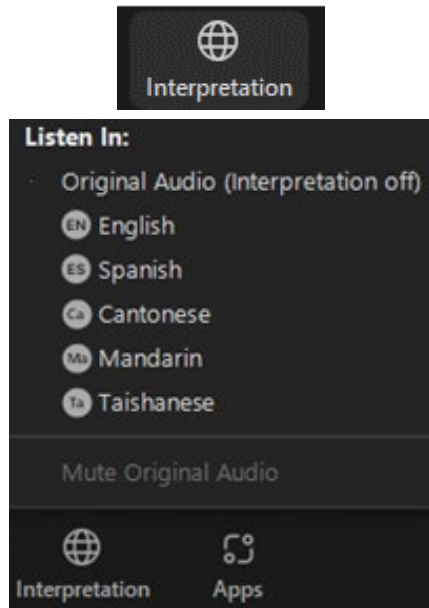 Interpretation
Listen In:
Original Audio (Interpretation off)
EN English
ES Spanish
Ca Cantonese
Ma Mandarin
Ta Taishanese
Mute Original Audio
Interpretation Apps